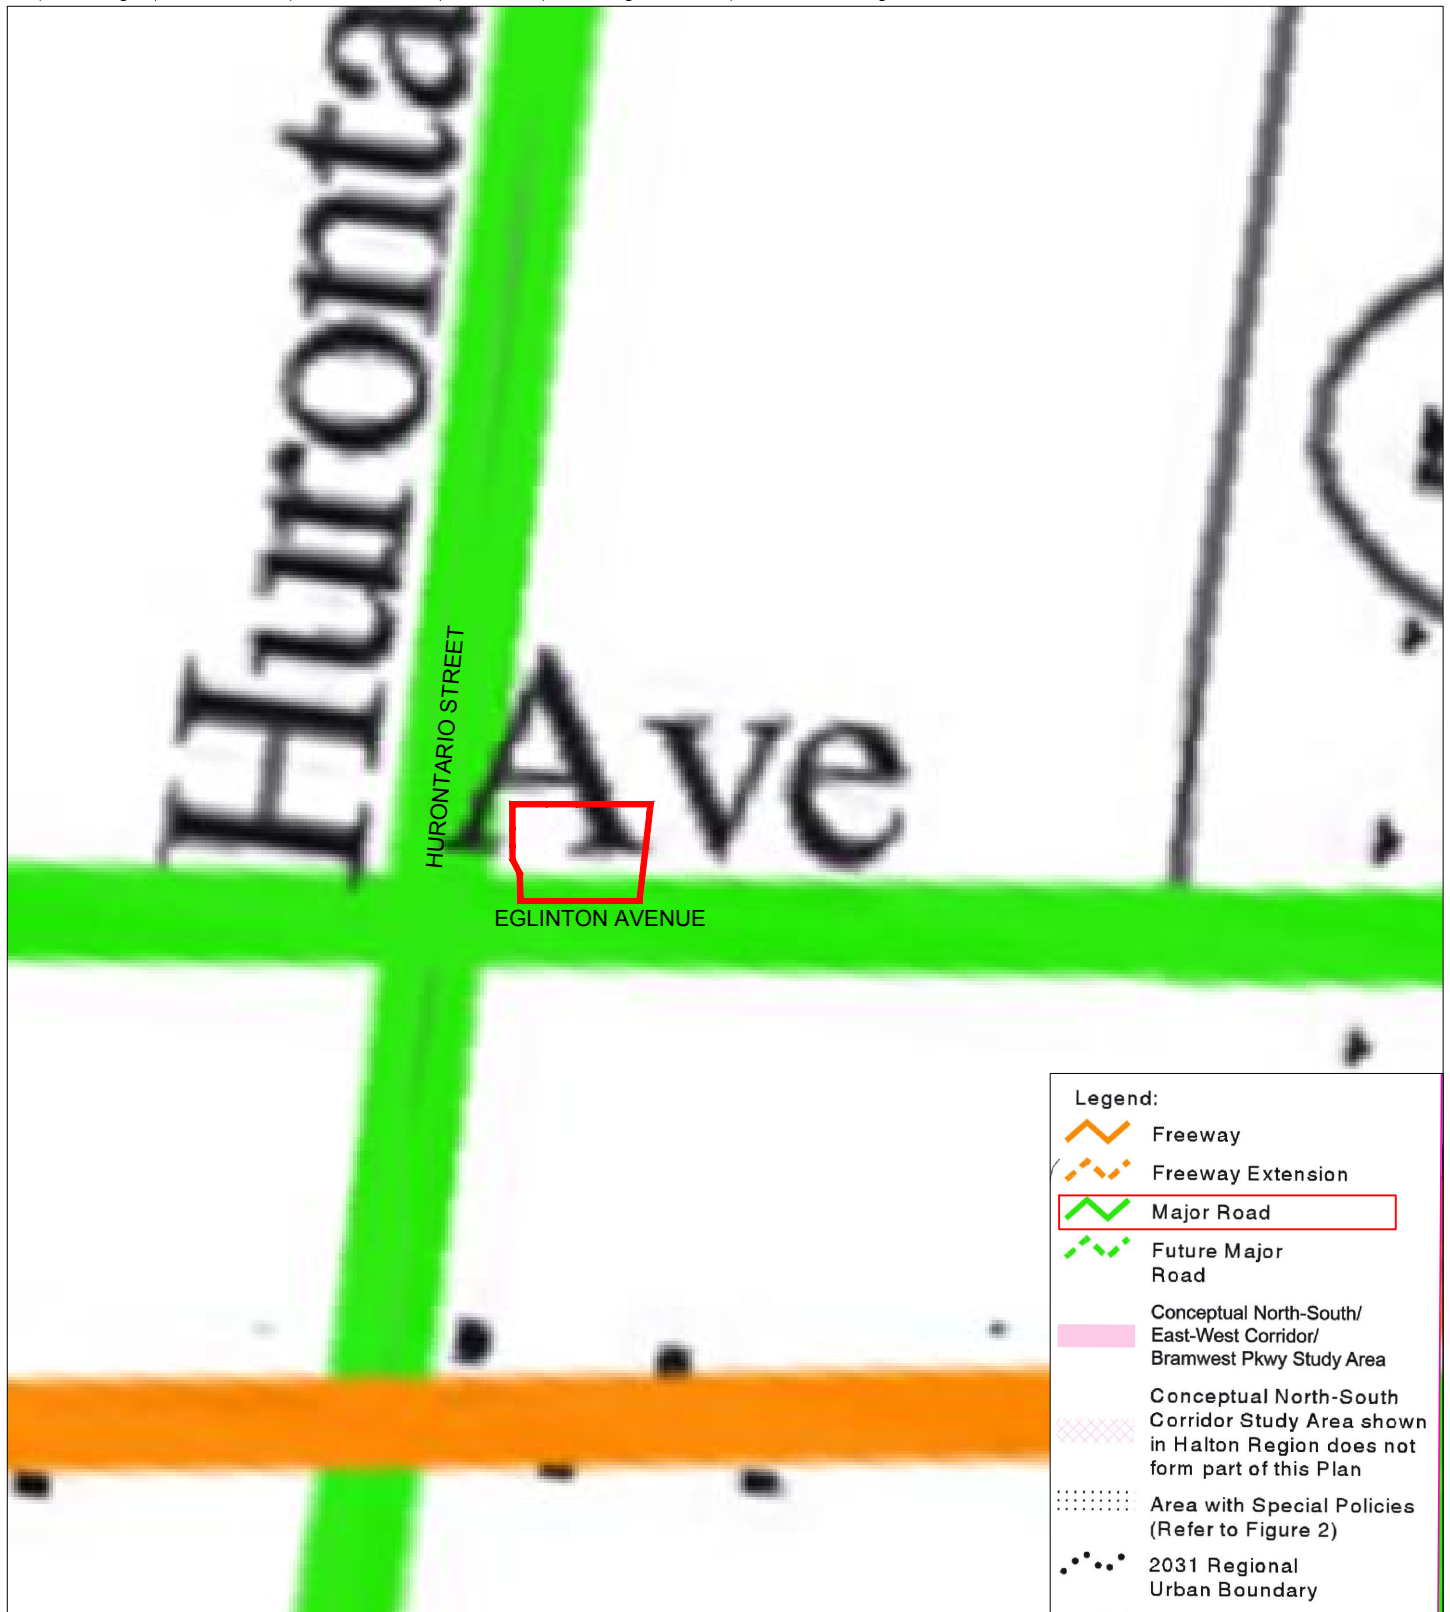 Huronta
HURONTARIO STREET
Ave
EGLINTON AVENUE
Legend:
Freeway
Freeway Extension
Major Road
Future Major
Road
Conceptual North-South/
East-West Corridor/
Bramwest Pkwy Study Area
Conceptual North-South
Corridor Study Area shown
in Halton Region does not
form part of this Plan
Area with Special Policies
(Refer to Figure 2)
2031 Regional
Urban Boundary